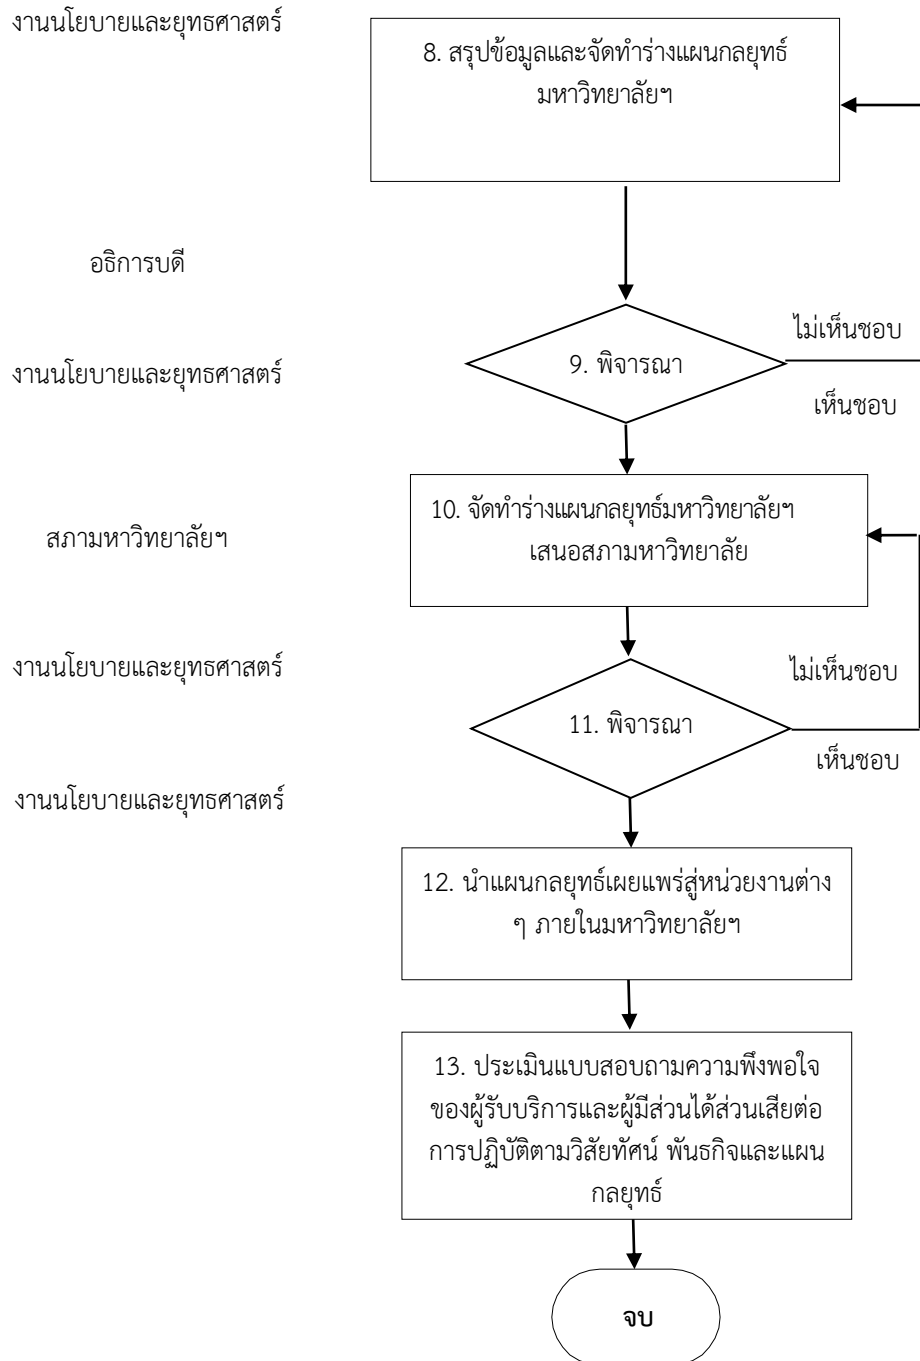 งานนโยบายและยุทธศาสตร์
8. สรุปข้อมูลและจัดทำร่างแผนกลยุทธ์
มหาวิทยาลัยฯ
อธิการบดี
ไม่เห็นชอบ
9. พิจารณา
งานนโยบายและยุทธศาสตร์
เห็นชอบ
10. จัดทำร่างแผนกลยุทธ์มหาวิทยาลัยฯ
สภามหาวิทยาลัยฯ
เสนอสภามหาวิทยาลัย
งานนโยบายและยุทธศาสตร์
ไม่เห็นชอบ
11. พิจารณา
เห็นชอบ
งานนโยบายและยุทธศาสตร์
12. นำแผนกลยุทธ์เผยแพร่สู่หน่วยงานต่าง
ๆ ภายในมหาวิทยาลัยฯ
13. ประเมินแบบสอบถามความพึงพอใจ
ของผู้รับบริการและผู้มีส่วนได้ส่วนเสียต่อ
การปฏิบัติตามวิสัยทัศน์ พันธกิจและแผน
กลยุทธ์
จบ